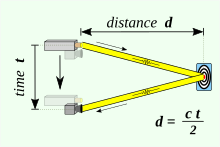 distance d
time t
d = c t
2